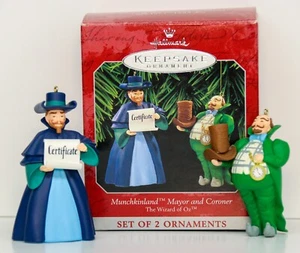 Hallmark
KEEPSAKE
ORNAMENT
Certificate
Certificate
Munchkinland™ Mayor and Coroner
The Wizard of Oz™
SET OF 2 ORNAMENTS